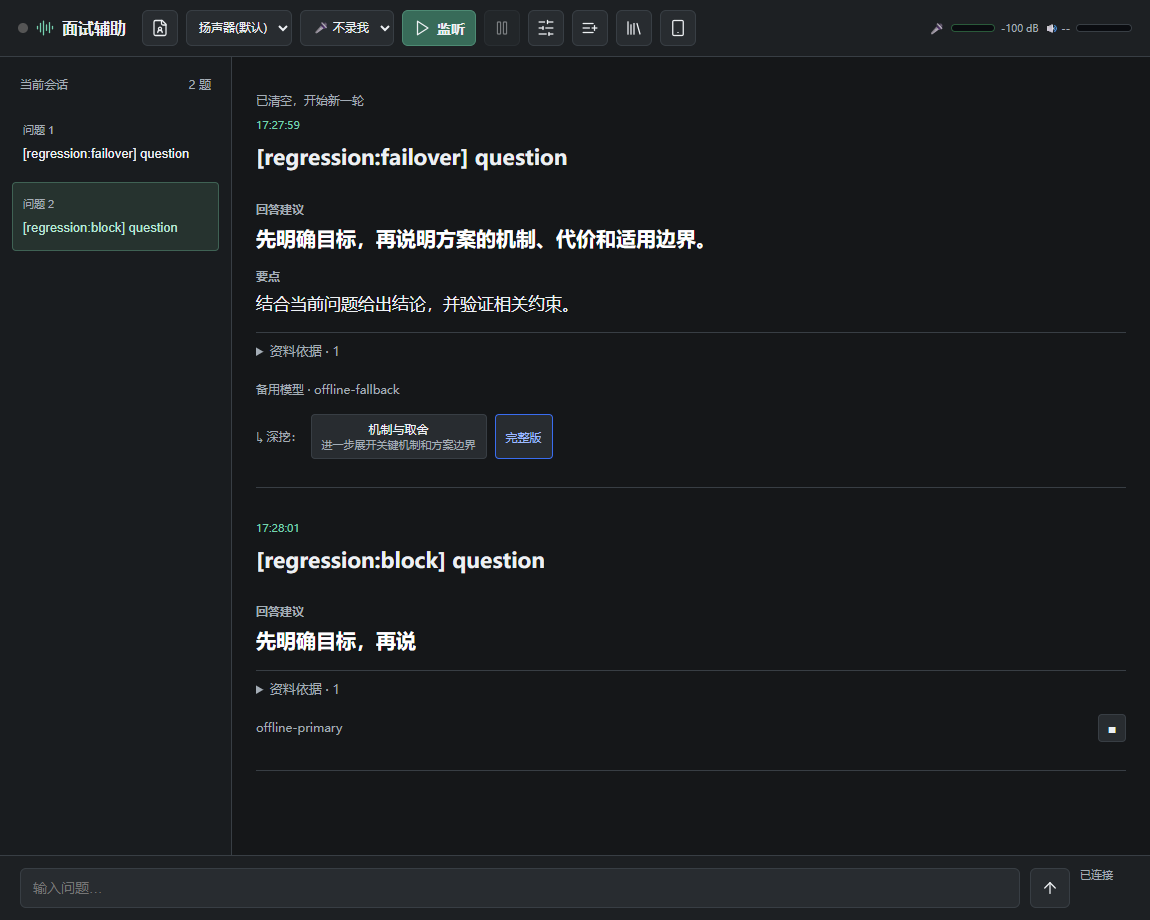 面试辅助
扬声器(默认)
不录我
监听
-100 dB
--
当前会话
2 题
问题 1
[regression:failover] question
问题 2
[regression:block] question
已清空，开始新一轮
17:27:59
[regression:failover] question
回答建议
先明确目标，再说明方案的机制、代价和适用边界。
要点
结合当前问题给出结论，并验证相关约束。
▶ 资料依据 · 1
备用模型 · offline-fallback
↳ 深挖：
机制与取舍
进一步展开关键机制和方案边界
完整版
17:28:01
[regression:block] question
回答建议
先明确目标，再说
▶ 资料依据 · 1
offline-primary
输入问题...
已连接